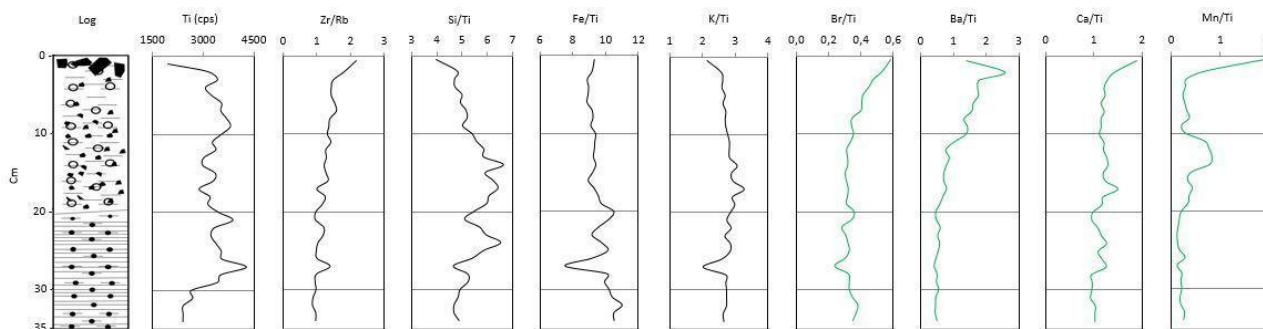 Log Ti (cps) Zr/Rb Si/Ti Fe/Ti K/Ti Br/Ti Ba/Ti Ca/Ti Mn/Ti
1500 3000 4500 0 1 2 3 3 4 5 6 7 6 8 10 12 1 2 3 4 0,0 0,2 0,4 0,6 0 1 2 3 0 1 2 0 1
0
10
Cm
20
30
35